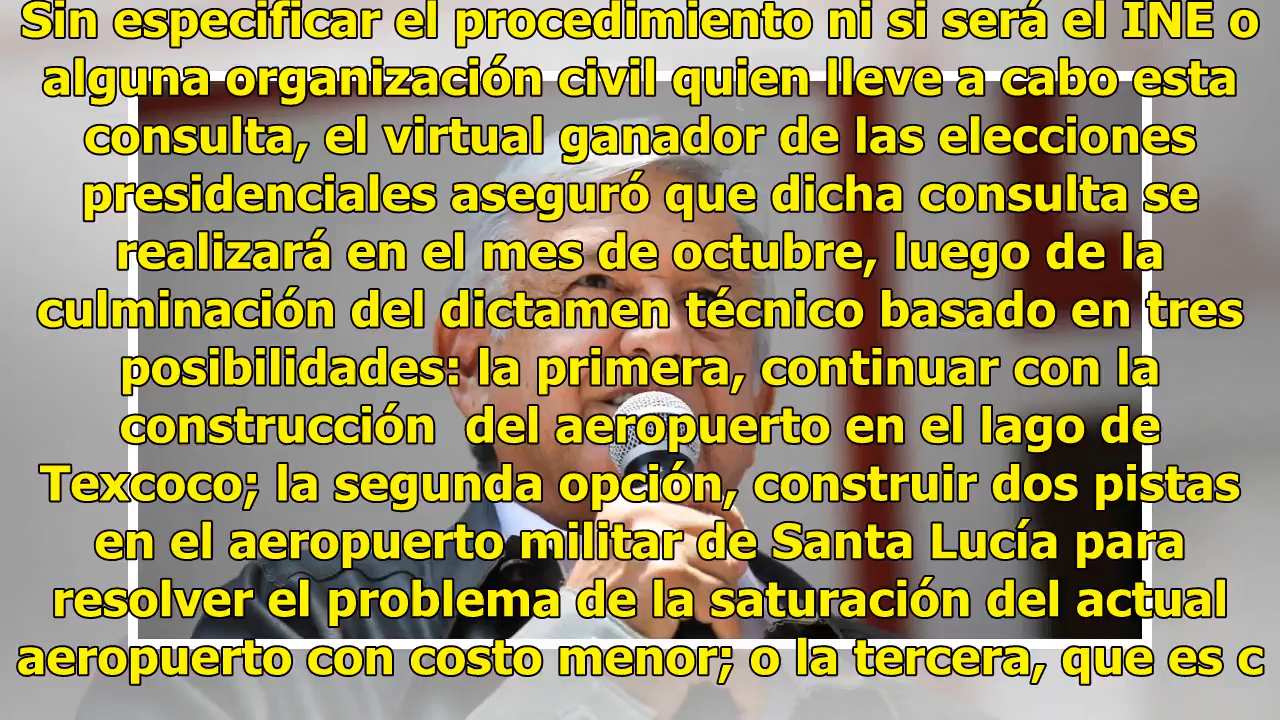 Sin especificar el procedimiento ni si será el INE o
alguna organización civil quien lleve a cabo esta
consulta, el virtual ganador de las elecciones
presidenciales aseguró que dicha consulta se
realizará en el mes de octubre, luego de la
culminación del dictamen técnico basado en tres
posibilidades: la primera, continuar con la
construcción  del aeropuerto en el lago de
Texcoco; la segunda opción, construir dos pistas
en el aeropuerto militar de Santa Lucía para
resolver el problema de la saturación del actual
aeropuerto con costo menor; o la tercera, que es c